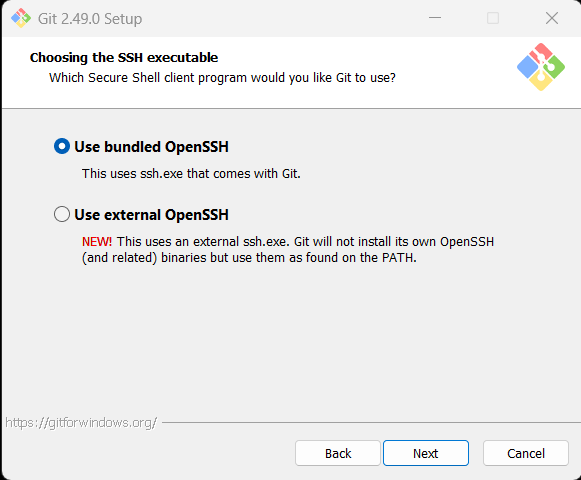 Git 2.49.0 Setup
Choosing the SSH executable
Which Secure Shell client program would you like Git to use?
Use bundled OpenSSH
This uses ssh.exe that comes with Git.
Use external OpenSSH
NEW! This uses an external ssh.exe. Git will not install its own OpenSSH
(and related) binaries but use them as found on the PATH.
https://gitforwindows.org/
Back
Next
Cancel